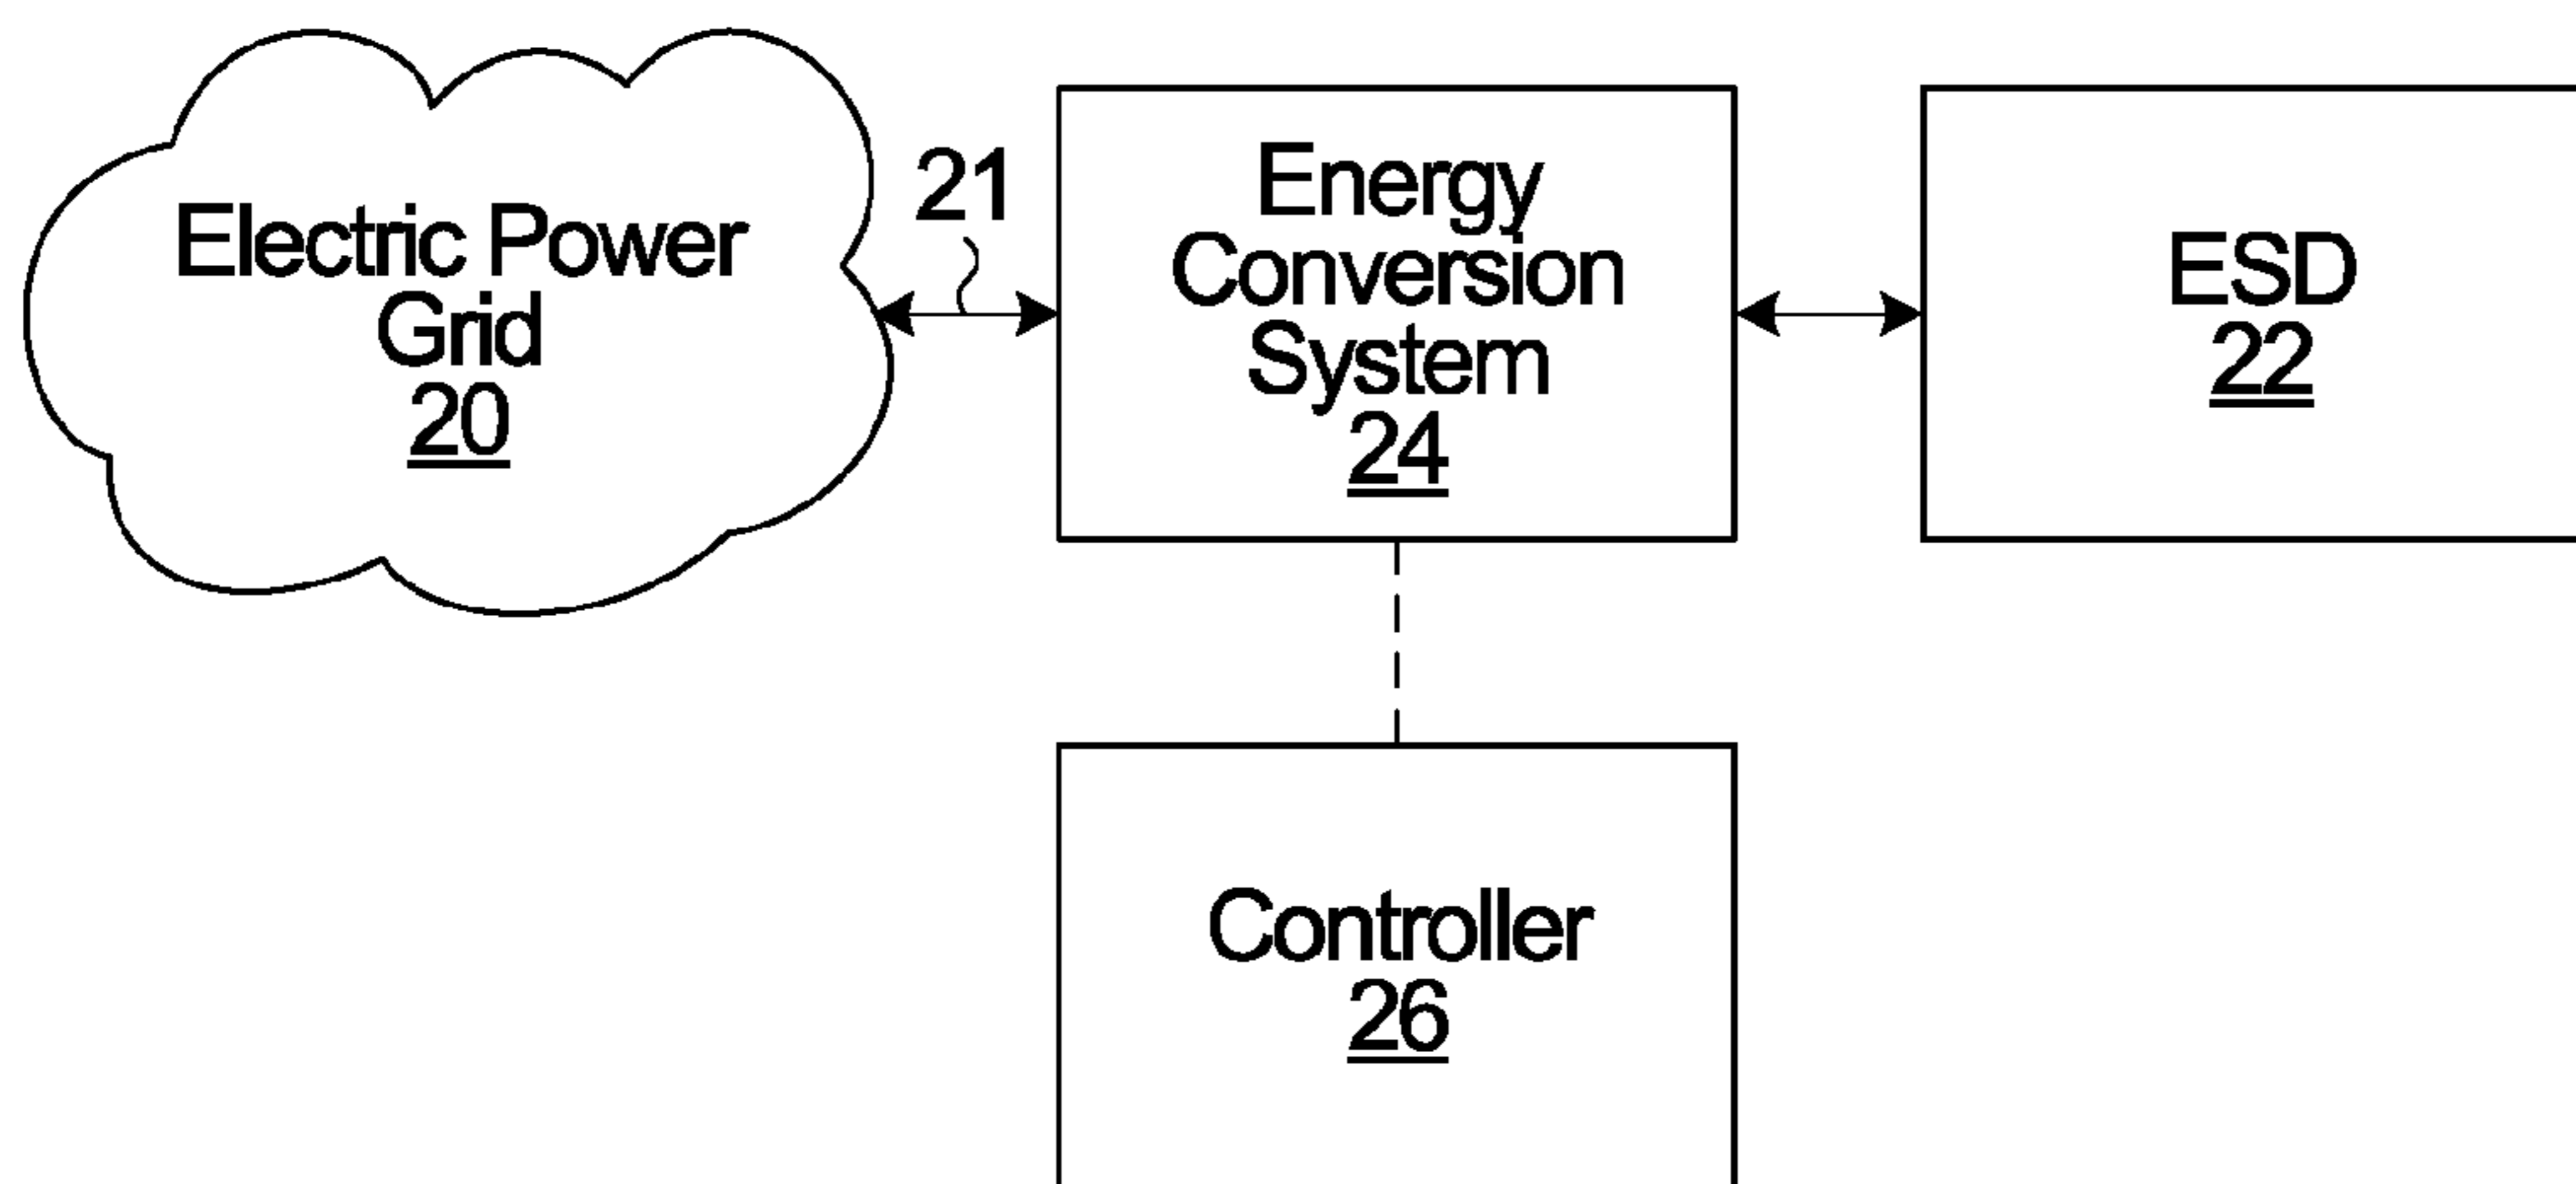 Electric Power
Grid
20
21
Energy
Conversion
System
24
ESD
22
Controller
26